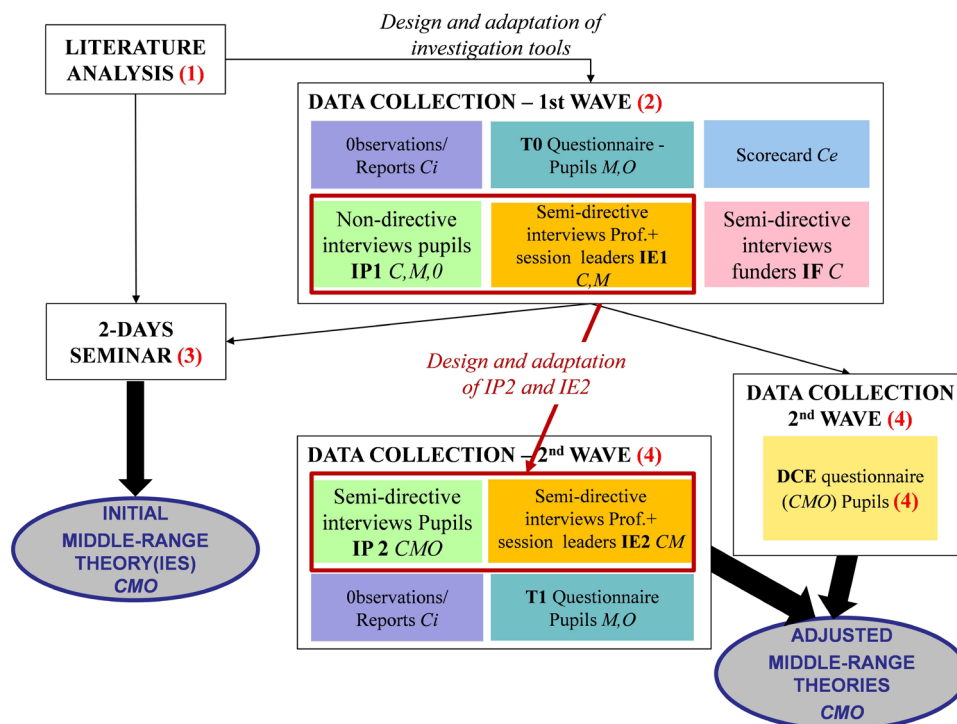 Design and adaptation of
investigation tools
LITERATURE
ANALYSIS (1)
DATA COLLECTION – 1st WAVE (2)
0bservations/
Reports Ci
T0 Questionnaire -
Pupils M,O
Scorecard Ce
Non-directive
interviews pupils
IP1 C,M,0
Semi-directive
interviews Prof.+
session leaders IE1
C,M
Semi-directive
interviews
funders IF C
2-DAYS
SEMINAR (3)
Design and adaptation
of IP2 and IE2
DATA COLLECTION
2nd WAVE (4)
DCE questionnaire
(CMO) Pupils (4)
DATA COLLECTION – 2nd WAVE (4)
Semi-directive
interviews Pupils
IP 2 CMO
Semi-directive
interviews Prof.+
session leaders IE2 CM
0bservations/
Reports Ci
T1 Questionnaire
Pupils M,O
INITIAL
MIDDLE-RANGE
THEORY(IES)
CMO
ADJUSTED
MIDDLE-RANGE
THEORIES
CMO